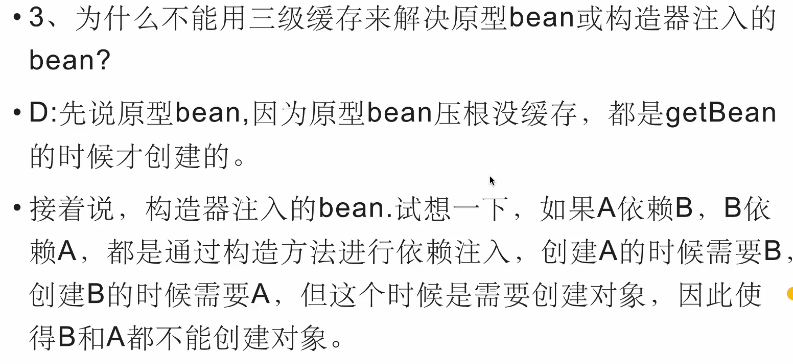 • 3、为什么不能用三级缓存来解决原型bean或构造器注入的
bean?
• D:先说原型bean,因为原型bean压根没缓存，都是getBean
的时候才创建的。
• 接着说，构造器注入的bean.试想一下，如果A依赖B，B依
赖A，都是通过构造方法进行依赖注入，创建A的时候需要B，
创建B的时候需要A，但这个时候是需要创建对象，因此使
得B和A都不能创建对象。